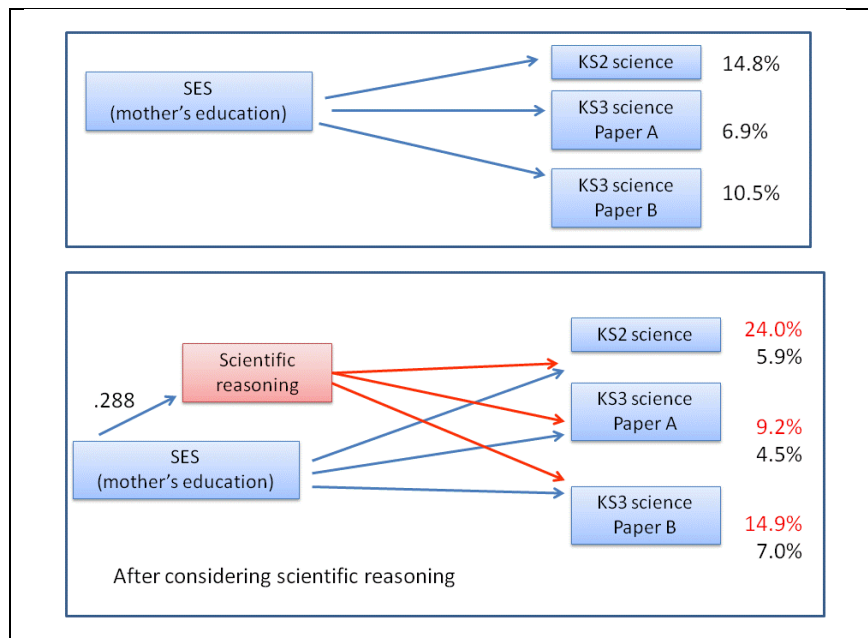 SES
(mother's education)
KS2 science
14.8%
KS3 science
Paper A
6.9%
KS3 science
Paper B
10.5%
Scientific
reasoning
.288
SES
(mother's education)
KS2 science
24.0%
5.9%
KS3 science
Paper A
9.2%
4.5%
KS3 science
Paper B
14.9%
7.0%
After considering scientific reasoning